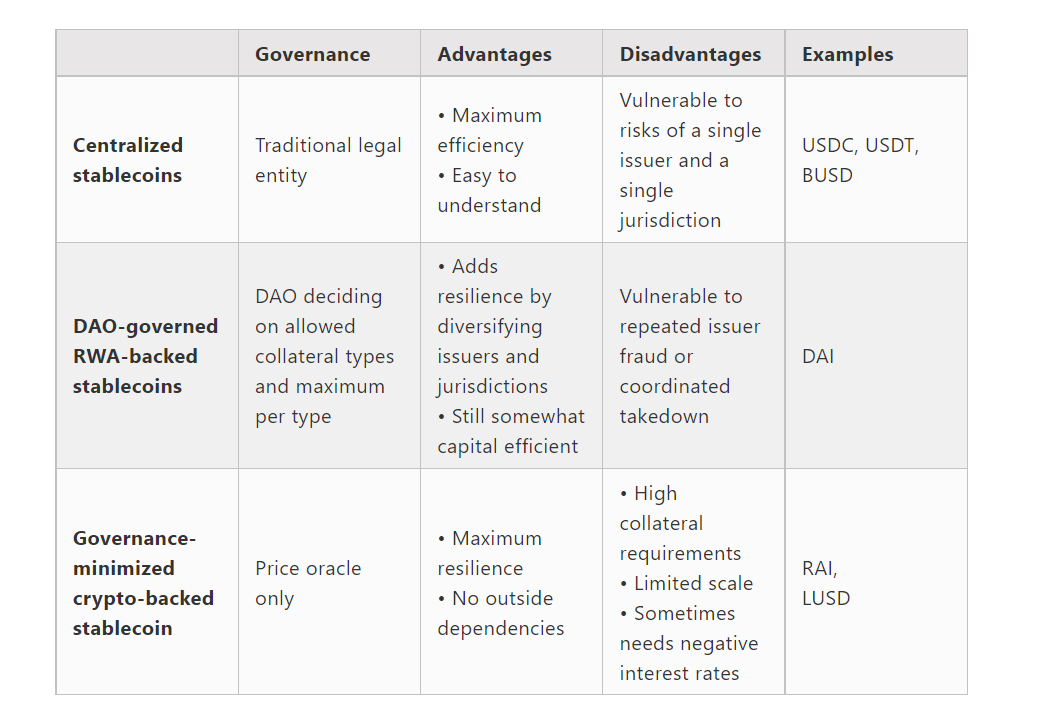 Governance Advantages Disadvantages Examples
Centralized
stablecoins
Traditional legal
entity
• Maximum
efficiency
• Easy to
understand
Vulnerable to
risks of a single
issuer and a
single
jurisdiction
USDC, USDT,
BUSD
DAO-governed
RWA-backed
stablecoins
DAO deciding
on allowed
collateral types
and maximum
per type
• Adds
resilience by
diversifying
issuers and
jurisdictions
• Still somewhat
capital efficient
Vulnerable to
repeated issuer
fraud or
coordinated
takedown
DAI
Governance-
minimized
crypto-backed
stablecoin
Price oracle
only
• Maximum
resilience
• No outside
dependencies
• High
collateral
requirements
• Limited scale
• Sometimes
needs negative
interest rates
RAI,
LUSD